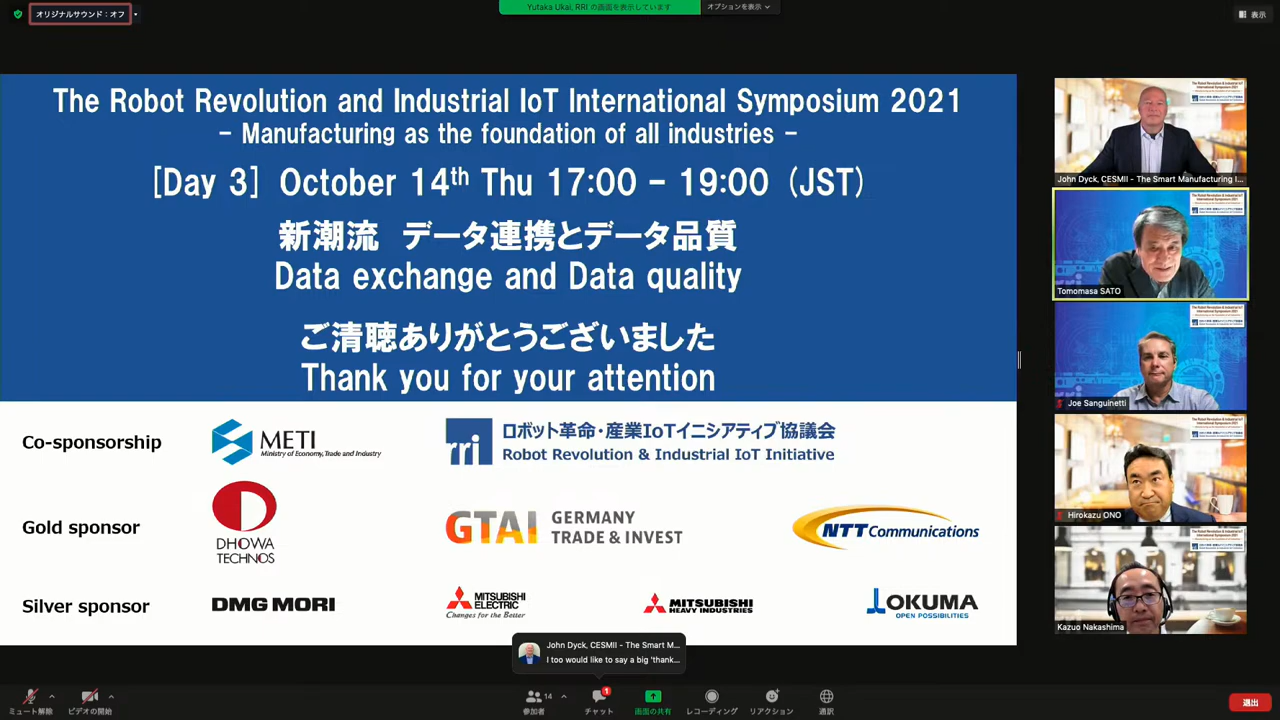 オリジナルサウンド：オフ
Yutaka Ukai, RRI の画面を表示しています
オプションを表示
表示
The Robot Revolution and Industrial IoT International Symposium 2021
- Manufacturing as the foundation of all industries -
[Day 3] October 14th Thu 17:00 - 19:00 (JST)
新潮流 データ連携とデータ品質
Data exchange and Data quality
ご清聴ありがとうございました
Thank you for your attention
Co-sponsorship
METI
Ministry of Economy, Trade and Industry
rri
ロボット革命・産業IoTイニシアティブ協議会
Robot Revolution & Industrial IoT Initiative
Gold sponsor
DHOWA
TECHNOS
GTAI
GERMANY
TRADE & INVEST
NTT Communications
Silver sponsor
DMG MORI
MITSUBISHI
ELECTRIC
Changes for the Better
MITSUBISHI
HEAVY INDUSTRIES
OKUMA
OPEN POSSIBILITIES
John Dyck, CESMII - The Smart Manufacturing I...
Tomomasa SATO
Joe Sanguinetti
Hirokazu ONO
Kazuo Nakashima
John Dyck, CESMII - The Smart M...
I too would like to say a big 'thank...
ミュート解除
ビデオの開始
14
参加者
1
チャット
画面の共有
レコーディング
リアクション
通訳
退出